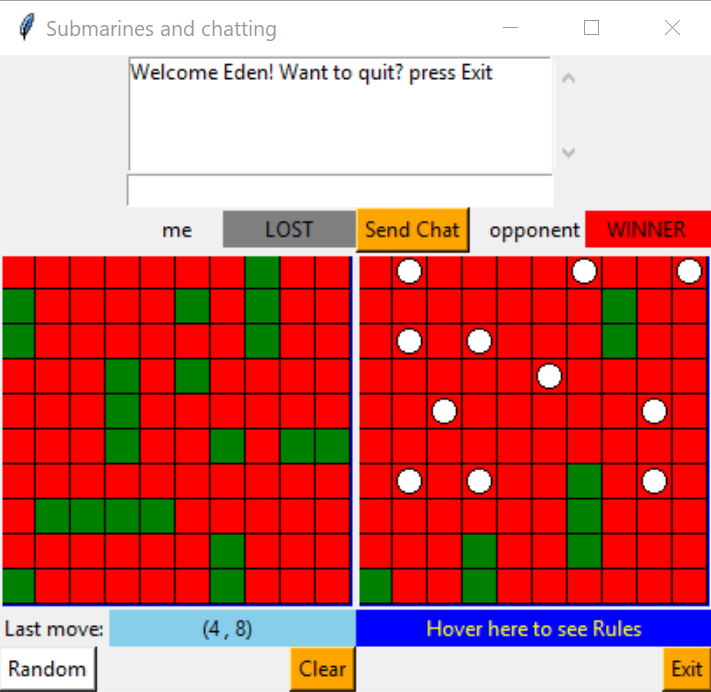 Submarines and chatting
Welcome Eden! Want to quit? press Exit
me LOST Send Chat opponent WINNER
Last move: (4 , 8) Hover here to see Rules
Random Clear Exit